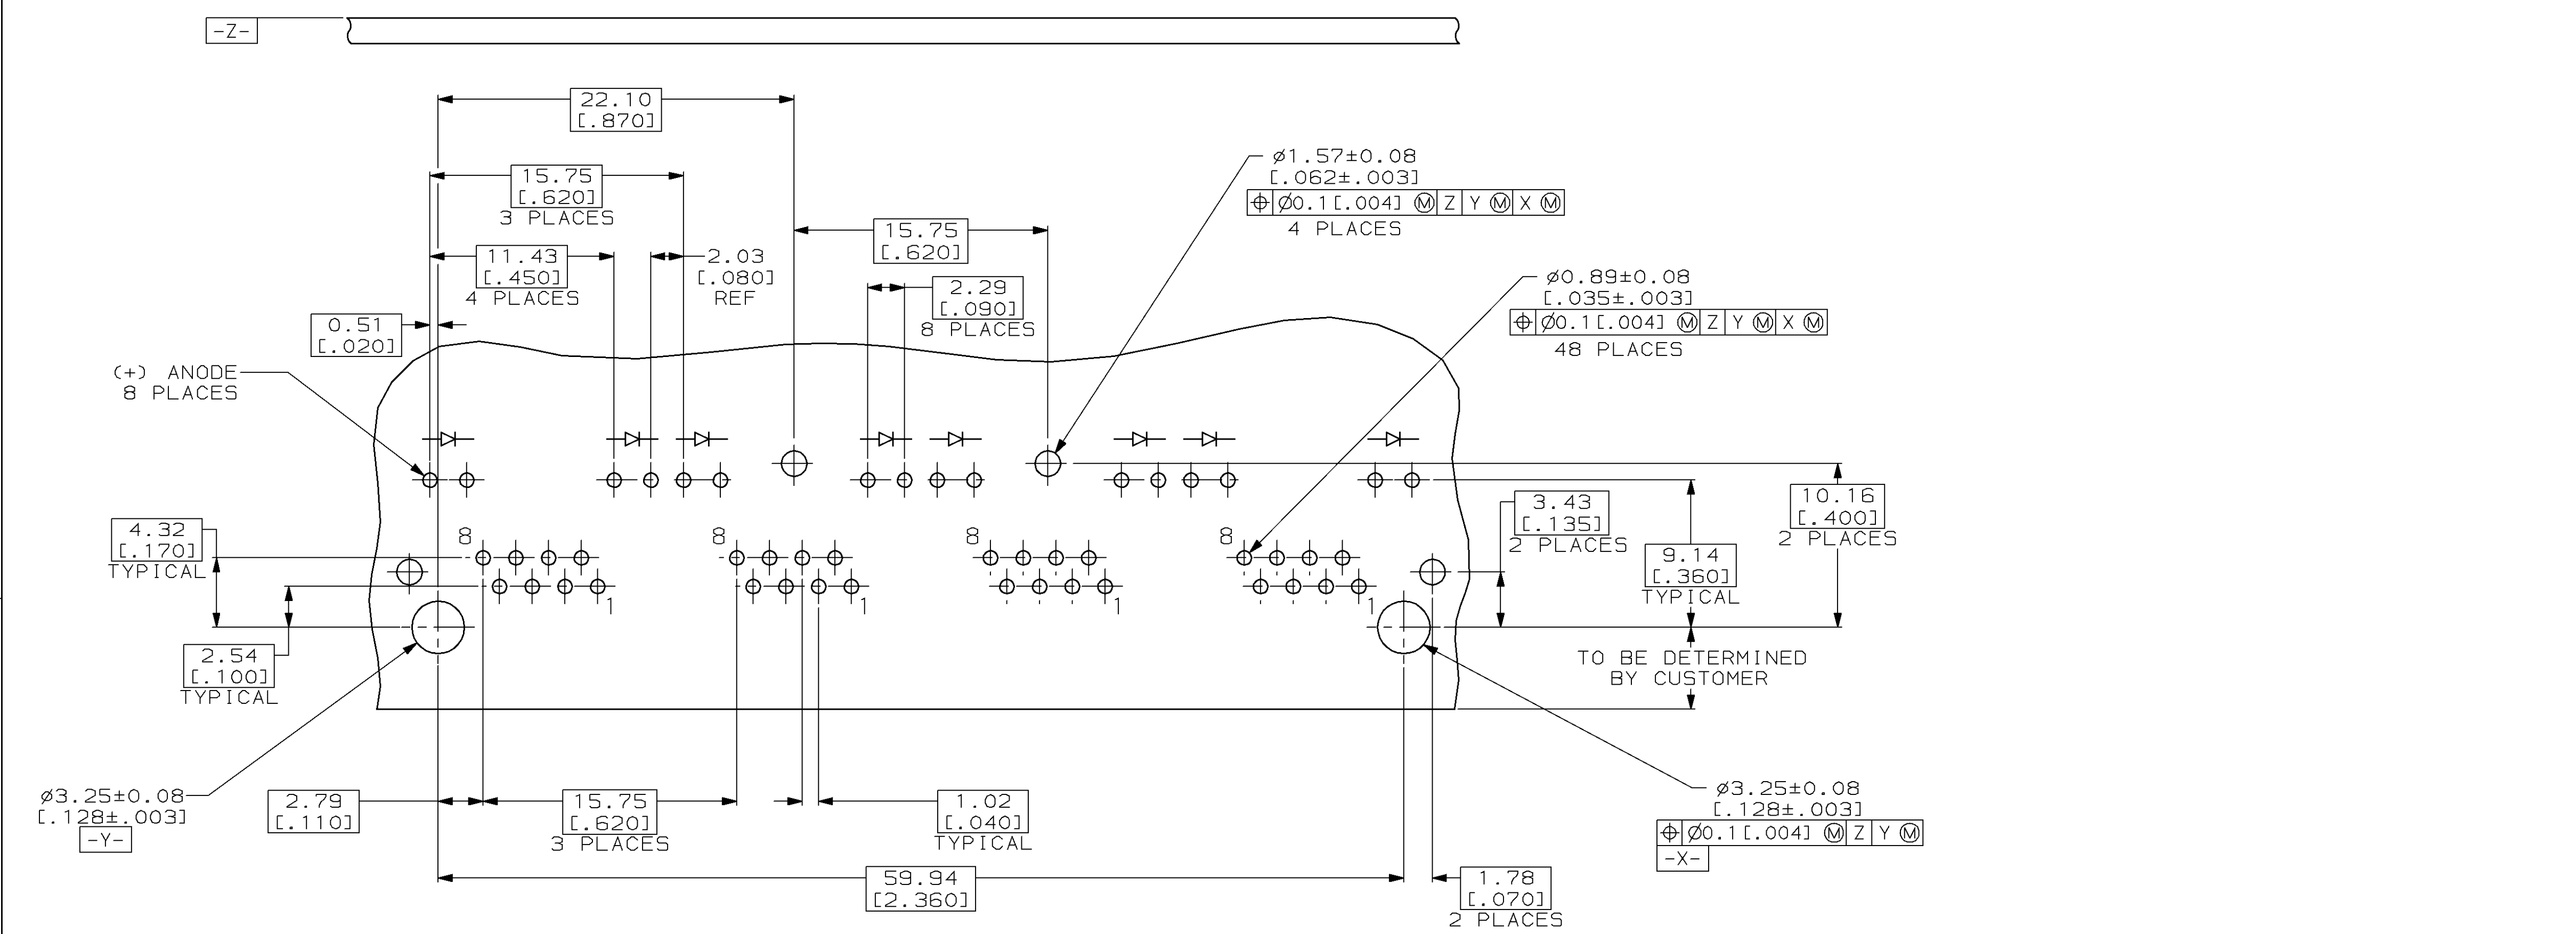 -Z-
22.10
[.870]
15.75
[.620]
3 PLACES
11.43
[.450]
4 PLACES
2.03
[.080]
REF
0.51
[.020]
(+) ANODE
8 PLACES
15.75
[.620]
2.29
[.090]
8 PLACES
ø1.57±0.08
[.062±.003]
⌖ Ø0.1[.004] Ⓜ Z Y Ⓜ X Ⓜ
4 PLACES
ø0.89±0.08
[.035±.003]
⌖ Ø0.1[.004] Ⓜ Z Y Ⓜ X Ⓜ
48 PLACES
4.32
[.170]
TYPICAL
2.54
[.100]
TYPICAL
8
8
8
8
1
1
1
1
3.43
[.135]
2 PLACES
10.16
[.400]
2 PLACES
9.14
[.360]
TYPICAL
TO BE DETERMINED
BY CUSTOMER
ø3.25±0.08
[.128±.003]
-Y-
2.79
[.110]
15.75
[.620]
3 PLACES
1.02
[.040]
TYPICAL
ø3.25±0.08
[.128±.003]
⌖ Ø0.1[.004] Ⓜ Z Y Ⓜ
-X-
59.94
[2.360]
1.78
[.070]
2 PLACES